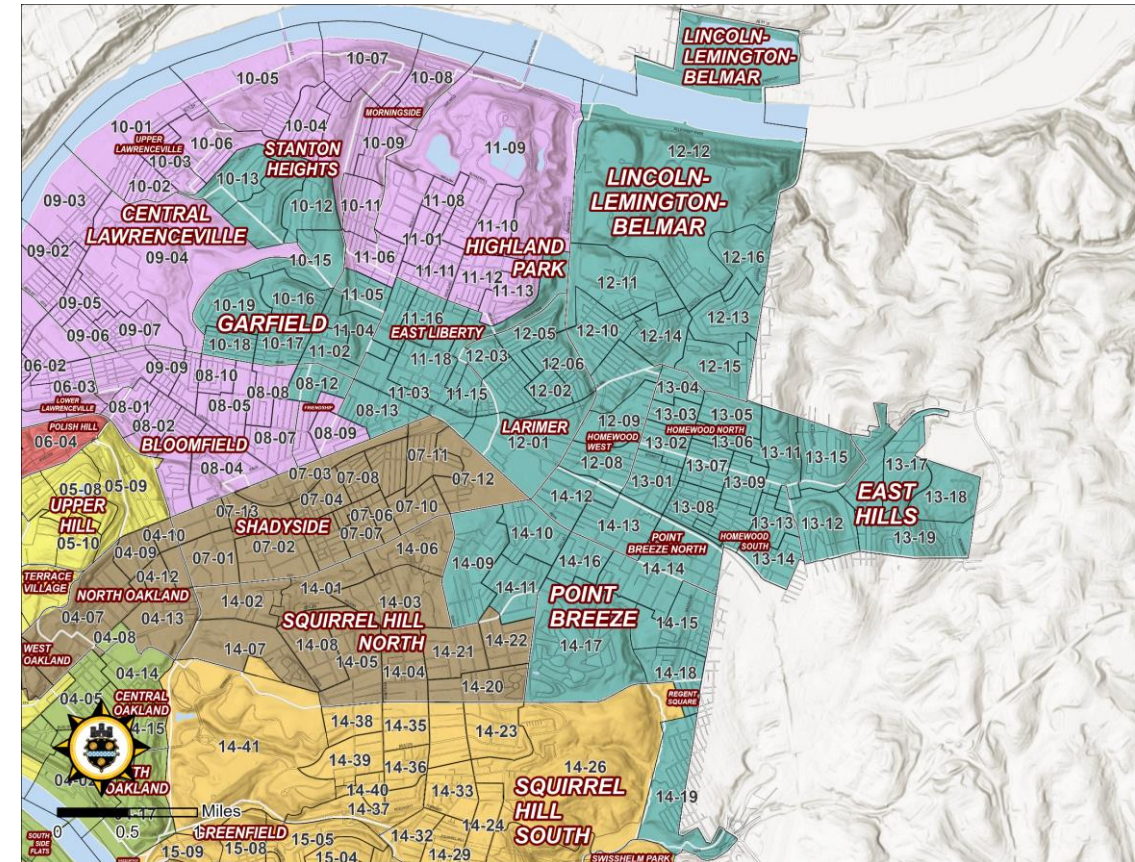 LINCOLN-
LEMINGTON-
BELMAR
10-07
10-05
10-08
MORNINGSIDE
10-01
UPPER
LAWRENCEVILLE
10-04
10-06
STANTON
HEIGHTS
10-09
11-09
12-12
10-03
10-02
10-13
LINCOLN-
LEMINGTON-
BELMAR
09-03
10-12
10-11
11-08
CENTRAL
LAWRENCEVILLE
11-10
11-01
HIGHLAND
PARK
09-02
09-04
10-15
11-06
11-11
11-12
11-13
12-16
12-11
09-05
10-19
10-16
11-05
GARFIELD
11-16
EAST LIBERTY
12-13
09-06
09-07
10-18
10-17
11-04
11-02
12-05
12-10
12-14
06-02
09-09
08-10
11-18
12-03
12-06
12-15
06-03
08-08
08-12
11-03
11-15
12-02
13-04
LOWER
LAWRENCEVILLE
08-01
08-05
FRIENDSHIP
08-13
12-09
13-03
13-05
POLISH HILL
08-02
LARIMER
HOMEWOOD
WEST
HOMEWOOD NORTH
06-04
BLOOMFIELD
08-07
08-09
12-01
13-02
13-06
08-04
07-11
12-08
13-11
13-15
13-17
07-03
07-08
07-12
13-01
13-07
13-09
05-08
05-09
07-04
14-12
EAST
HILLS
13-18
UPPER
HILL
07-13
07-06
07-10
13-08
05-10
SHADYSIDE
07-07
14-10
14-13
13-13
13-12
04-10
07-02
POINT
BREEZE NORTH
HOMEWOOD
SOUTH
13-19
04-09
07-01
14-06
14-09
14-16
14-14
13-14
TERRACE
VILLAGE
04-12
14-01
14-11
NORTH OAKLAND
14-02
14-03
POINT
BREEZE
04-07
04-13
SQUIRREL HILL
NORTH
14-22
14-15
04-08
14-08
14-21
14-17
WEST
OAKLAND
14-07
14-05
14-04
14-20
14-18
04-14
04-05
CENTRAL
OAKLAND
REGENT
SQUARE
14-38
14-35
14-23
14-41
14-39
14-36
14-26
OAKLAND
14-40
14-33
SQUIRREL
HILL
SOUTH
14-37
14-19
Miles
0
0.5
GREENFIELD
14-32
14-24
SOUTH
SIDE
FLATS
15-09
15-08
15-05
15-04
14-29
SWISSHELM PARK